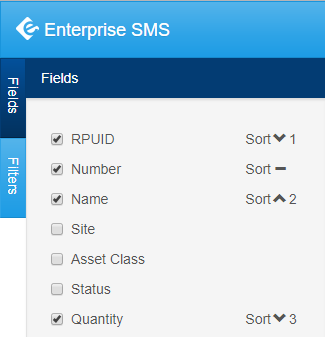 Enterprise SMS
Fields
Fields
Filters
RPUID Sort 1
Number Sort
Name Sort 2
Site
Asset Class
Status
Quantity Sort 3